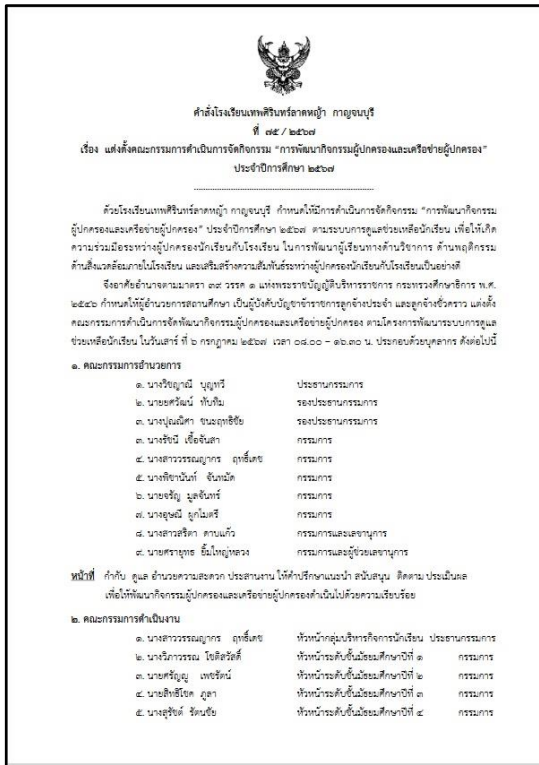 คำสั่งโรงเรียนเทพศิรินทร์ลาดหญ้า กาญจนบุรี
ที่ ๗๕ / ๒๕๖๗
เรื่อง แต่งตั้งคณะกรรมการดำเนินการจัดกิจกรรม “การพัฒนากิจกรรมผู้ปกครองและเครือข่ายผู้ปกครอง”
ประจำปีการศึกษา ๒๕๖๗
ด้วยโรงเรียนเทพศิรินทร์ลาดหญ้า กาญจนบุรี กำหนดให้มีการดำเนินการจัดกิจกรรม “การพัฒนากิจกรรม
ผู้ปกครองและเครือข่ายผู้ปกครอง” ประจำปีการศึกษา ๒๕๖๗ ตามระบบการดูแลช่วยเหลือนักเรียน เพื่อให้เกิด
ความร่วมมือระหว่างผู้ปกครองนักเรียนกับโรงเรียน ในการพัฒนาผู้เรียนทางด้านวิชาการ ด้านพฤติกรรม
ด้านสิ่งแวดล้อมภายในโรงเรียน และเสริมสร้างความสัมพันธ์ระหว่างผู้ปกครองนักเรียนกับโรงเรียนเป็นอย่างดี
จึงอาศัยอำนาจตามมาตรา ๓๙ วรรค ๑ แห่งพระราชบัญญัติบริหารราชการ กระทรวงศึกษาธิการ พ.ศ.
๒๕๔๖ กำหนดให้ผู้อำนวยการสถานศึกษา เป็นผู้บังคับบัญชาข้าราชการลูกจ้างประจำ และลูกจ้างชั่วคราว แต่งตั้ง
คณะกรรมการดำเนินการจัดพัฒนากิจกรรมผู้ปกครองและเครือข่ายผู้ปกครอง ตามโครงการพัฒนาระบบการดูแล
ช่วยเหลือนักเรียน ในวันเสาร์ ที่ ๖ กรกฎาคม ๒๕๖๗ เวลา ๐๘.๐๐ – ๑๖.๓๐ น. ประกอบด้วยบุคลากร ดังต่อไปนี้
๑. คณะกรรมการอำนวยการ
๑. นางวิชญาณี บุญทวี ประธานกรรมการ
๒. นายยศวัฒน์ ทับทิม รองประธานกรรมการ
๓. นางปุณณิศา ชนะฤทธิชัย รองประธานกรรมการ
๓. นางรัชนี เชื้อจันสา กรรมการ
๔. นางสาววรรณญากร ฤทธิ์เดช กรรมการ
๕. นางพิชานันท์ จันทมัด กรรมการ
๖. นายจรัญ มูลจันทร์ กรรมการ
๗. นางอุษณี ผูกไมตรี กรรมการ
๘. นางสาวสริตา ดาบแก้ว กรรมการและเลขานุการ
๙. นายศรายุทธ ยิ้มใหญ่หลวง กรรมการและผู้ช่วยเลขานุการ
หน้าที่ กำกับ ดูแล อำนวยความสะดวก ประสานงาน ให้คำปรึกษาแนะนำ สนับสนุน ติดตาม ประเมินผล
เพื่อให้พัฒนากิจกรรมผู้ปกครองและเครือข่ายผู้ปกครองดำเนินไปด้วยความเรียบร้อย
๒. คณะกรรมการดำเนินงาน
๑. นางสาววรรณญากร ฤทธิ์เดช หัวหน้ากลุ่มบริหารกิจการนักเรียน ประธานกรรมการ
๒. นางวิภาวรรณ โชติสวัสดิ์ หัวหน้าระดับชั้นมัธยมศึกษาปีที่ ๑ กรรมการ
๓. นายศรัญญู เพชรัตน์ หัวหน้าระดับชั้นมัธยมศึกษาปีที่ ๒ กรรมการ
๔. นายสิทธิโชค ภูลา หัวหน้าระดับชั้นมัธยมศึกษาปีที่ ๓ กรรมการ
๕. นางสุรัชต์ รัตนชัย หัวหน้าระดับชั้นมัธยมศึกษาปีที่ ๔ กรรมการ